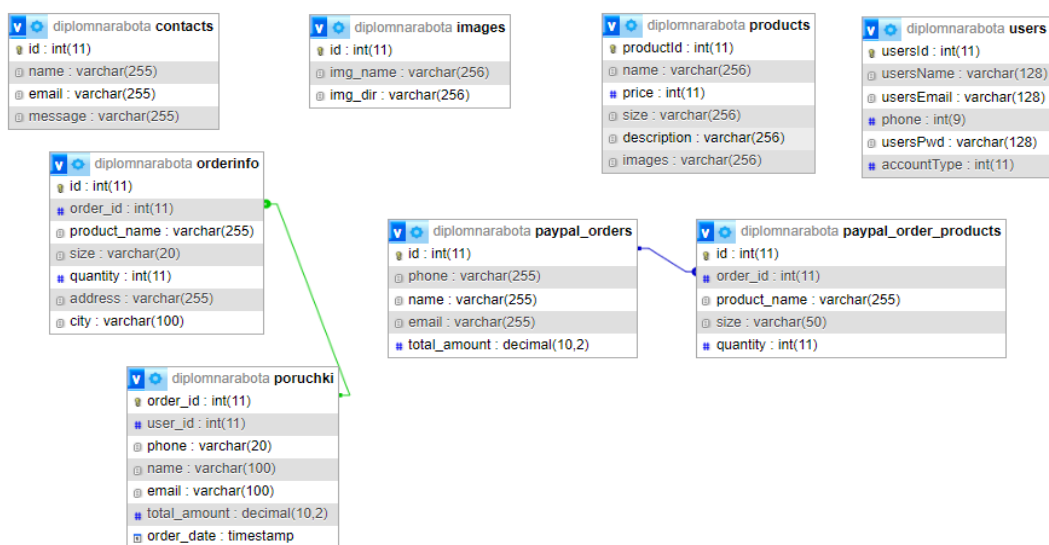 diplomnarabota contacts
id : int(11)
name : varchar(255)
email : varchar(255)
message : varchar(255)
diplomnarabota images
id : int(11)
img_name : varchar(256)
img_dir : varchar(256)
diplomnarabota products
productId : int(11)
name : varchar(256)
price : int(11)
size : varchar(256)
description : varchar(256)
images : varchar(256)
diplomnarabota users
usersId : int(11)
usersName : varchar(128)
usersEmail : varchar(128)
phone : int(9)
usersPwd : varchar(128)
accountType : int(11)
diplomnarabota orderinfo
id : int(11)
order_id : int(11)
product_name : varchar(255)
size : varchar(20)
quantity : int(11)
address : varchar(255)
city : varchar(100)
diplomnarabota paypal_orders
id : int(11)
phone : varchar(255)
name : varchar(255)
email : varchar(255)
total_amount : decimal(10,2)
diplomnarabota paypal_order_products
id : int(11)
order_id : int(11)
product_name : varchar(255)
size : varchar(50)
quantity : int(11)
diplomnarabota poruchki
order_id : int(11)
user_id : int(11)
phone : varchar(20)
name : varchar(100)
email : varchar(100)
total_amount : decimal(10,2)
order_date : timestamp